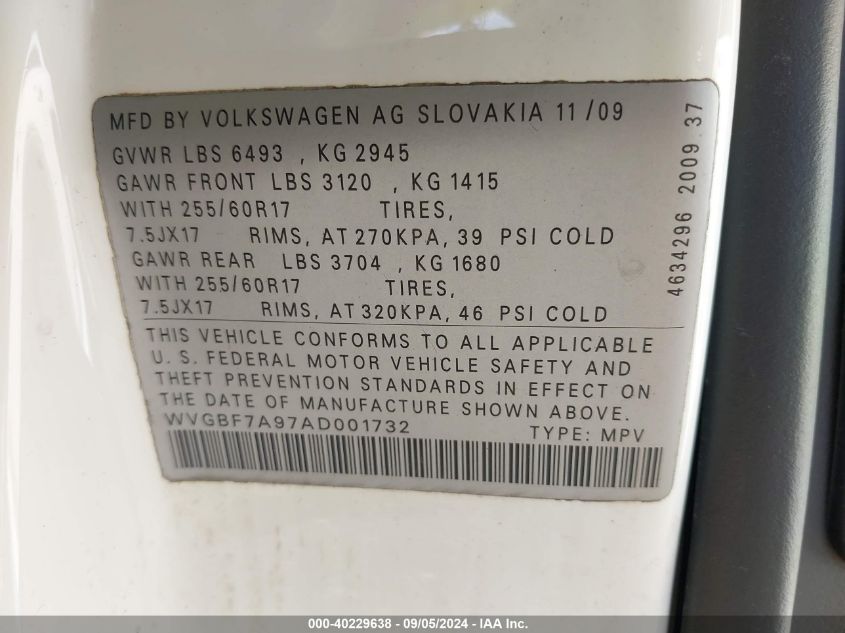 MFD BY VOLKSWAGEN AG SLOVAKIA 11/09
GVWR LBS 6493 , KG 2945
GAWR FRONT LBS 3120 , KG 1415
WITH 255/60R17 TIRES,
7.5JX17 RIMS, AT 270KPA, 39 PSI COLD
GAWR REAR LBS 3704 , KG 1680
WITH 255/60R17 TIRES,
7.5JX17 RIMS, AT 320KPA, 46 PSI COLD
THIS VEHICLE CONFORMS TO ALL APPLICABLE
U. S. FEDERAL MOTOR VEHICLE SAFETY AND
THEFT PREVENTION STANDARDS IN EFFECT ON
THE DATE OF MANUFACTURE SHOWN ABOVE.
WVGBF7A97AD001732 TYPE: MPV
4634296 2009.37
000-40229638 - 09/05/2024 - IAA Inc.